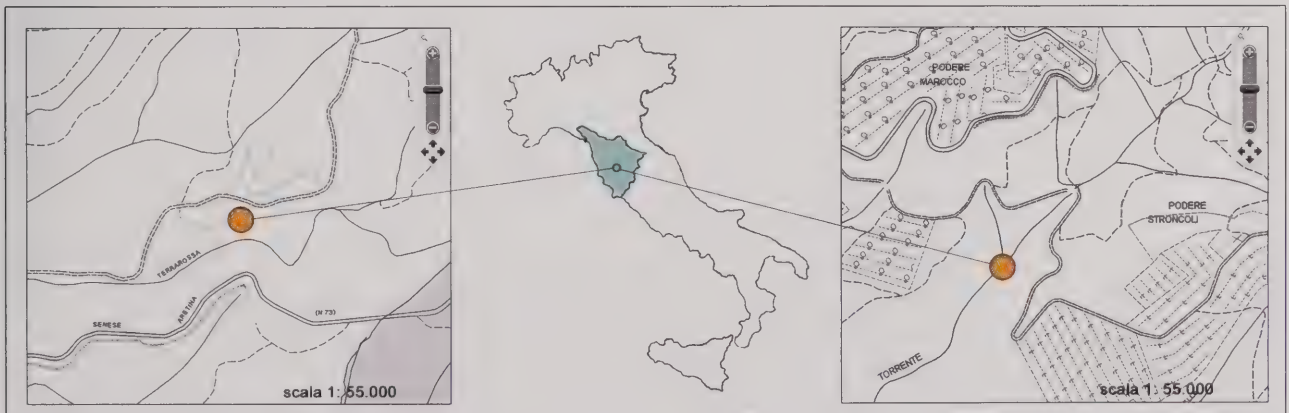 TERRAROSSA
SENESE
ARETINA
(N 73)
scala 1: 55.000
PODERE
MAROCCO
PODERE
STRONCOLI
TORRENTE
scala 1: 55.000